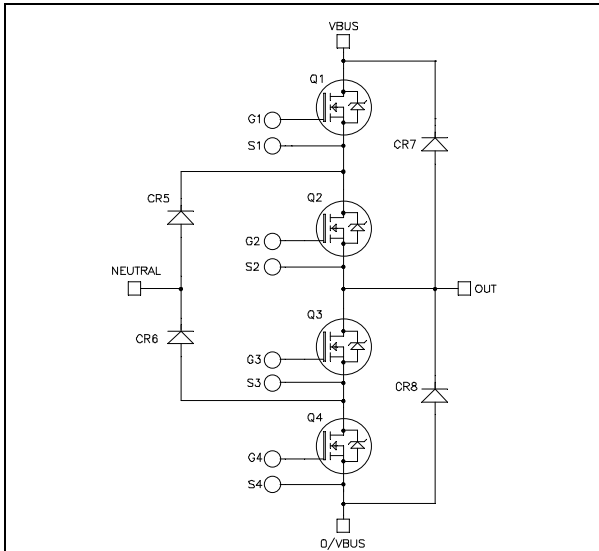 VBUS
Q1
G1
CR7
S1
CR5
Q2
G2
S2
NEUTRAL
OUT
Q3
CR6
G3
S3
CR8
Q4
G4
S4
0/VBUS